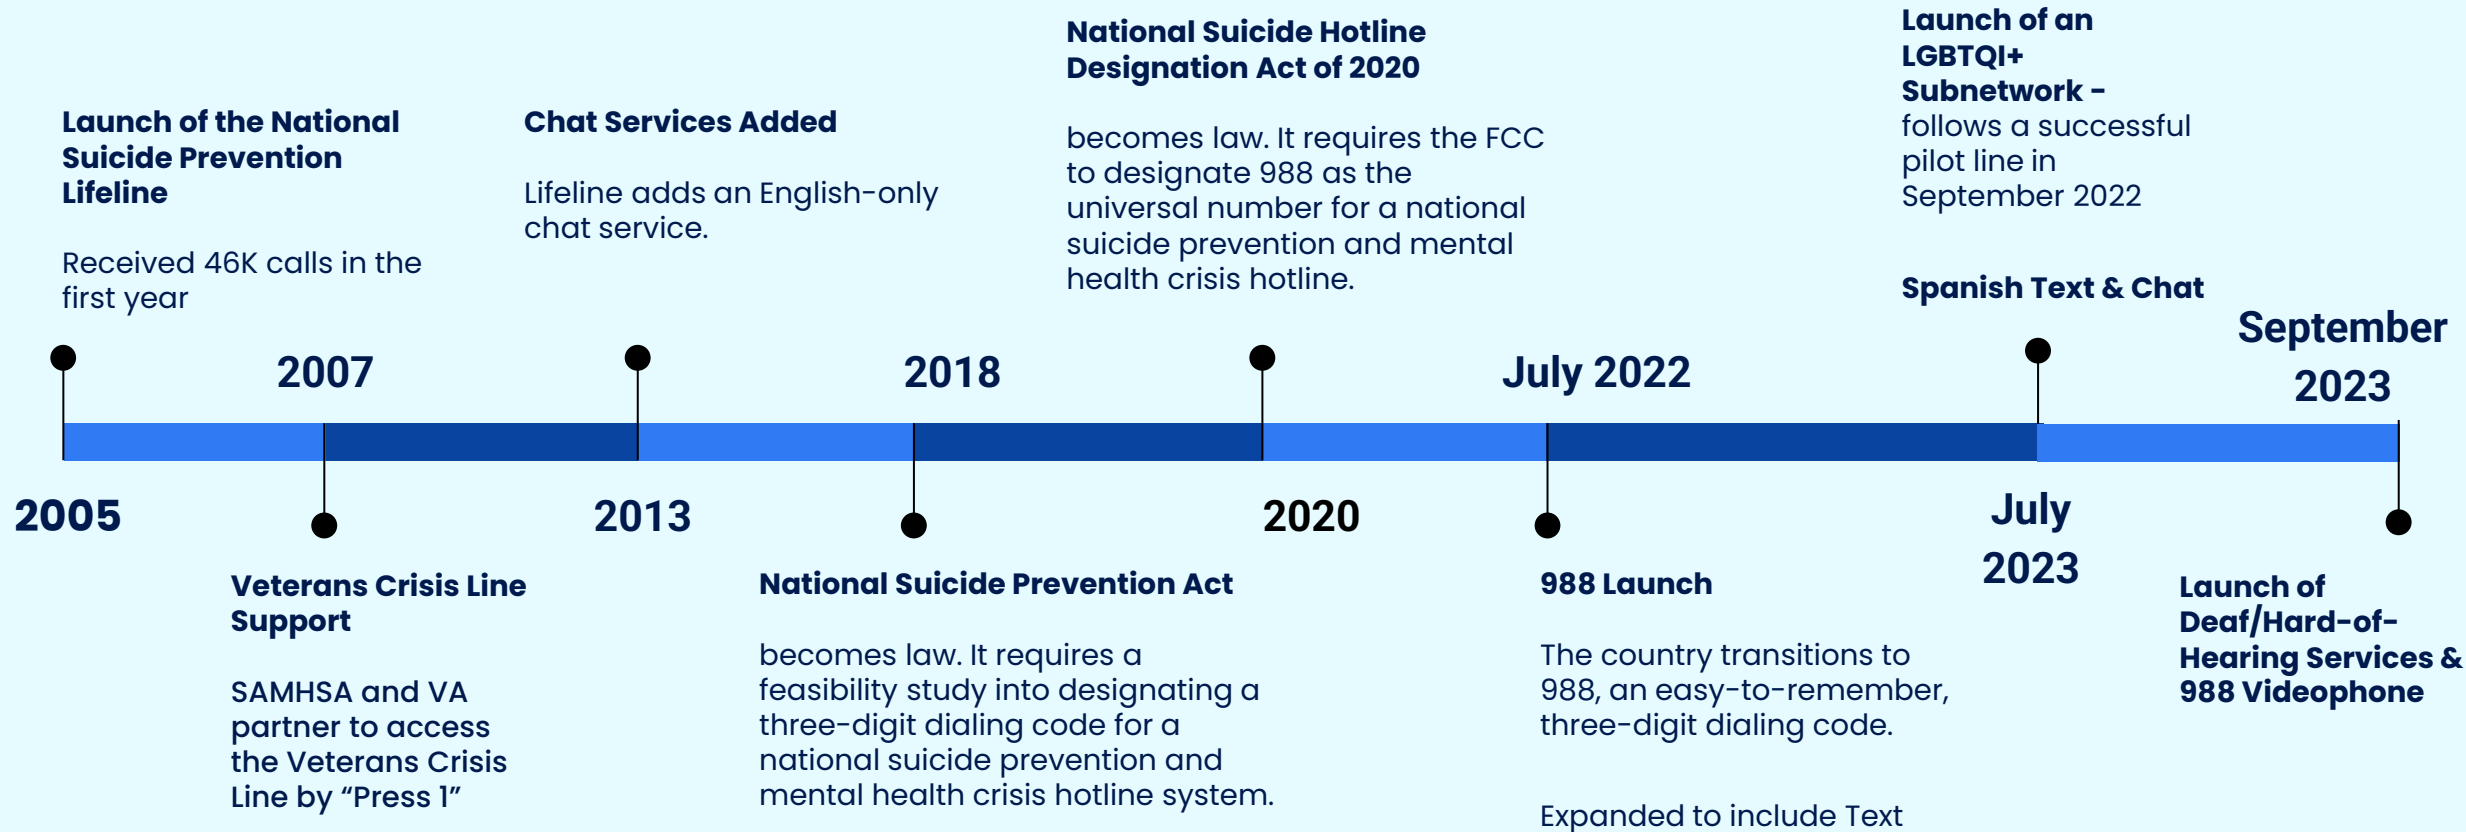 Launch of the National
Suicide Prevention
Lifeline
Received 46K calls in the
first year
2005
2007
Veterans Crisis Line
Support
SAMHSA and VA
partner to access
the Veterans Crisis
Line by “Press 1”
Chat Services Added
Lifeline adds an English-only
chat service.
2013
2018
National Suicide Prevention Act
becomes law. It requires a
feasibility study into designating a
three-digit dialing code for a
national suicide prevention and
mental health crisis hotline system.
National Suicide Hotline
Designation Act of 2020
becomes law. It requires the FCC
to designate 988 as the
universal number for a national
suicide prevention and mental
health crisis hotline.
2020
July 2022
988 Launch
The country transitions to
988, an easy-to-remember,
three-digit dialing code.
Expanded to include Text
Launch of an
LGBTQI+
Subnetwork -
follows a successful
pilot line in
September 2022
Spanish Text & Chat
July
2023
September
2023
Launch of
Deaf/Hard-of-
Hearing Services &
988 Videophone